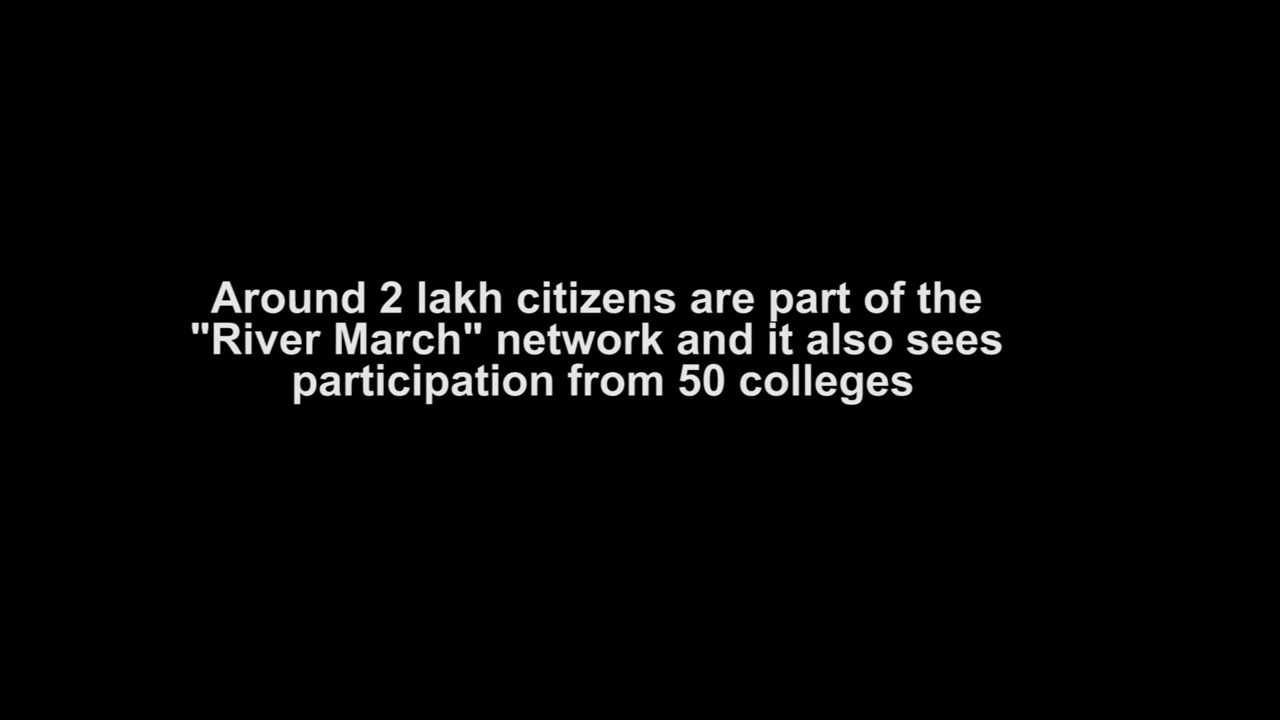 Around 2 lakh citizens are part of the
"River March" network and it also sees
participation from 50 colleges